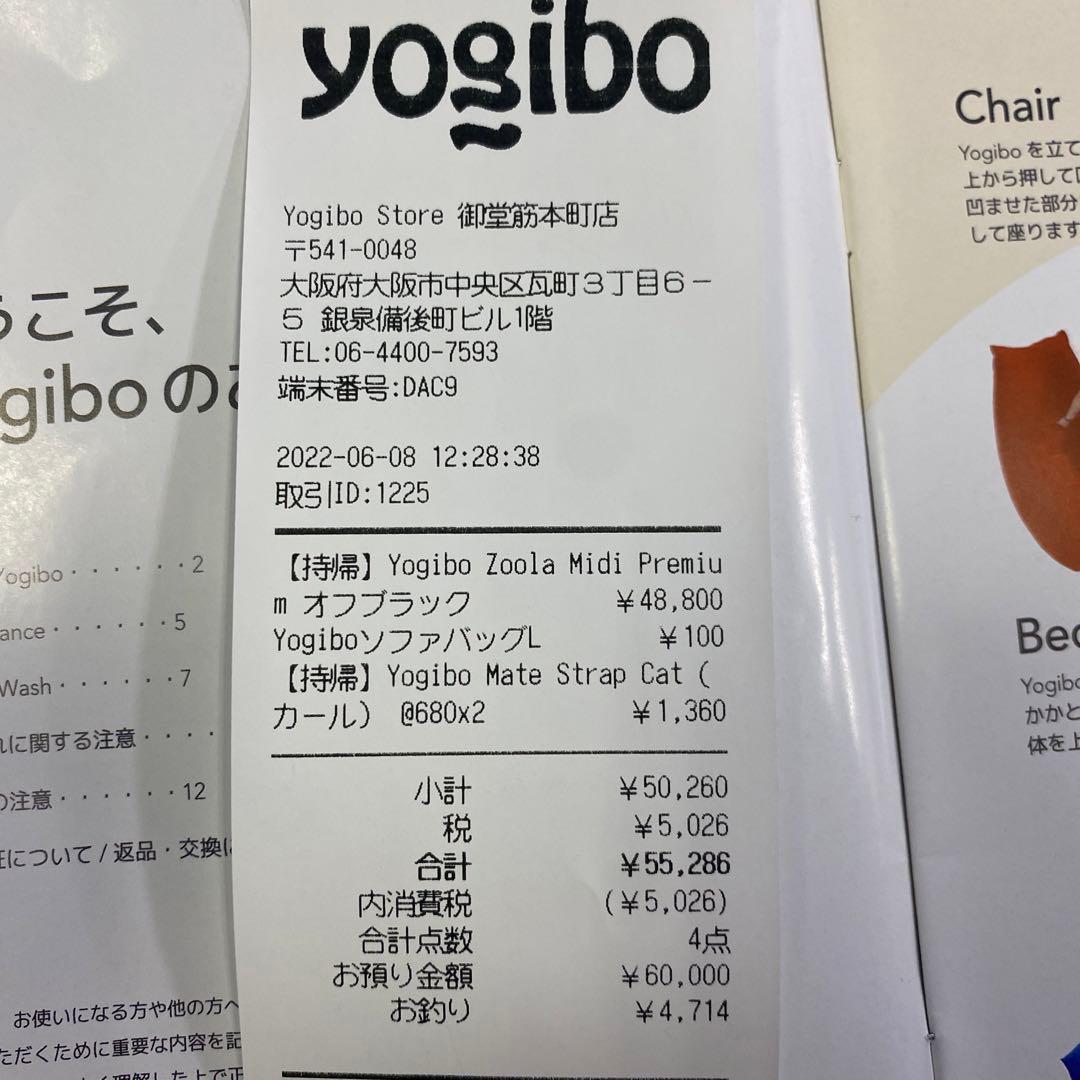 yogibo
Yogibo Store 御堂筋本町店
〒541-0048
大阪府大阪市中央区瓦町３丁目６－
５ 銀泉備後町ビル1階
TEL:06-4400-7593
端末番号:DAC9
2022-06-08 12:28:38
取引ID:1225
【持帰】Yogibo Zoola Midi Premiu
m オフブラック ¥48,800
YogiboソファバッグL ¥100
【持帰】Yogibo Mate Strap Cat (
カール） @680x2 ¥1,360
小計 ¥50,260
税 ¥5,026
合計 ¥55,286
内消費税 (¥5,026)
合計点数 4点
お預り金額 ¥60,000
お釣り ¥4,714
うこそ、
ogibo の
Yogibo ・・・・・・ 2
ance ・・・・・・ 5
Wash ・・・・・・ 7
れに関する注意 ・・・・
の注意 ・・・・・・ 12
証について / 返品・交換に
お使いになる方や他の方へ
ただくために重要な内容を記
Chair
Yogibo を立て
上から押して
凹ませた部分
して座ります
Bed
Yogibo
かかと
体を上